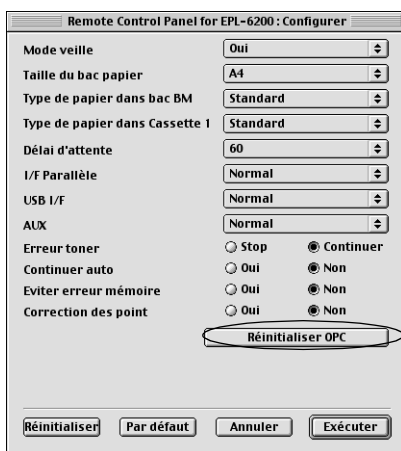 Remote Control Panel for EPL-6200 : Configurer
Mode veille Oui
Taille du bac papier A4
Type de papier dans bac BM Standard
Type de papier dans Cassette 1 Standard
Délai d'attente 60
I/F Parallèle Normal
USB I/F Normal
AUX Normal
Erreur toner Stop Continuer
Continuer auto Oui Non
Eviter erreur mémoire Oui Non
Correction des point Oui Non
Réinitialiser OPC
Réinitialiser Par défaut Annuler Exécuter